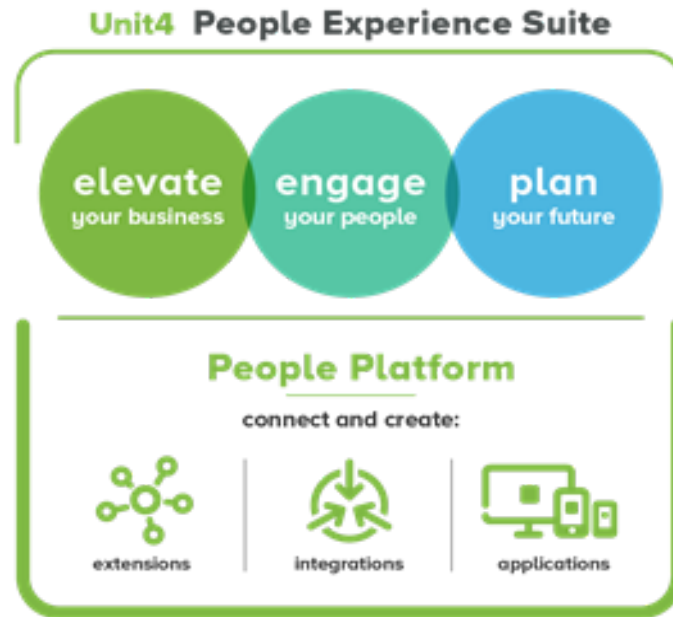 Unit4 People Experience Suite
elevate
your business
engage
your people
plan
your future
People Platform
connect and create:
extensions
integrations
applications